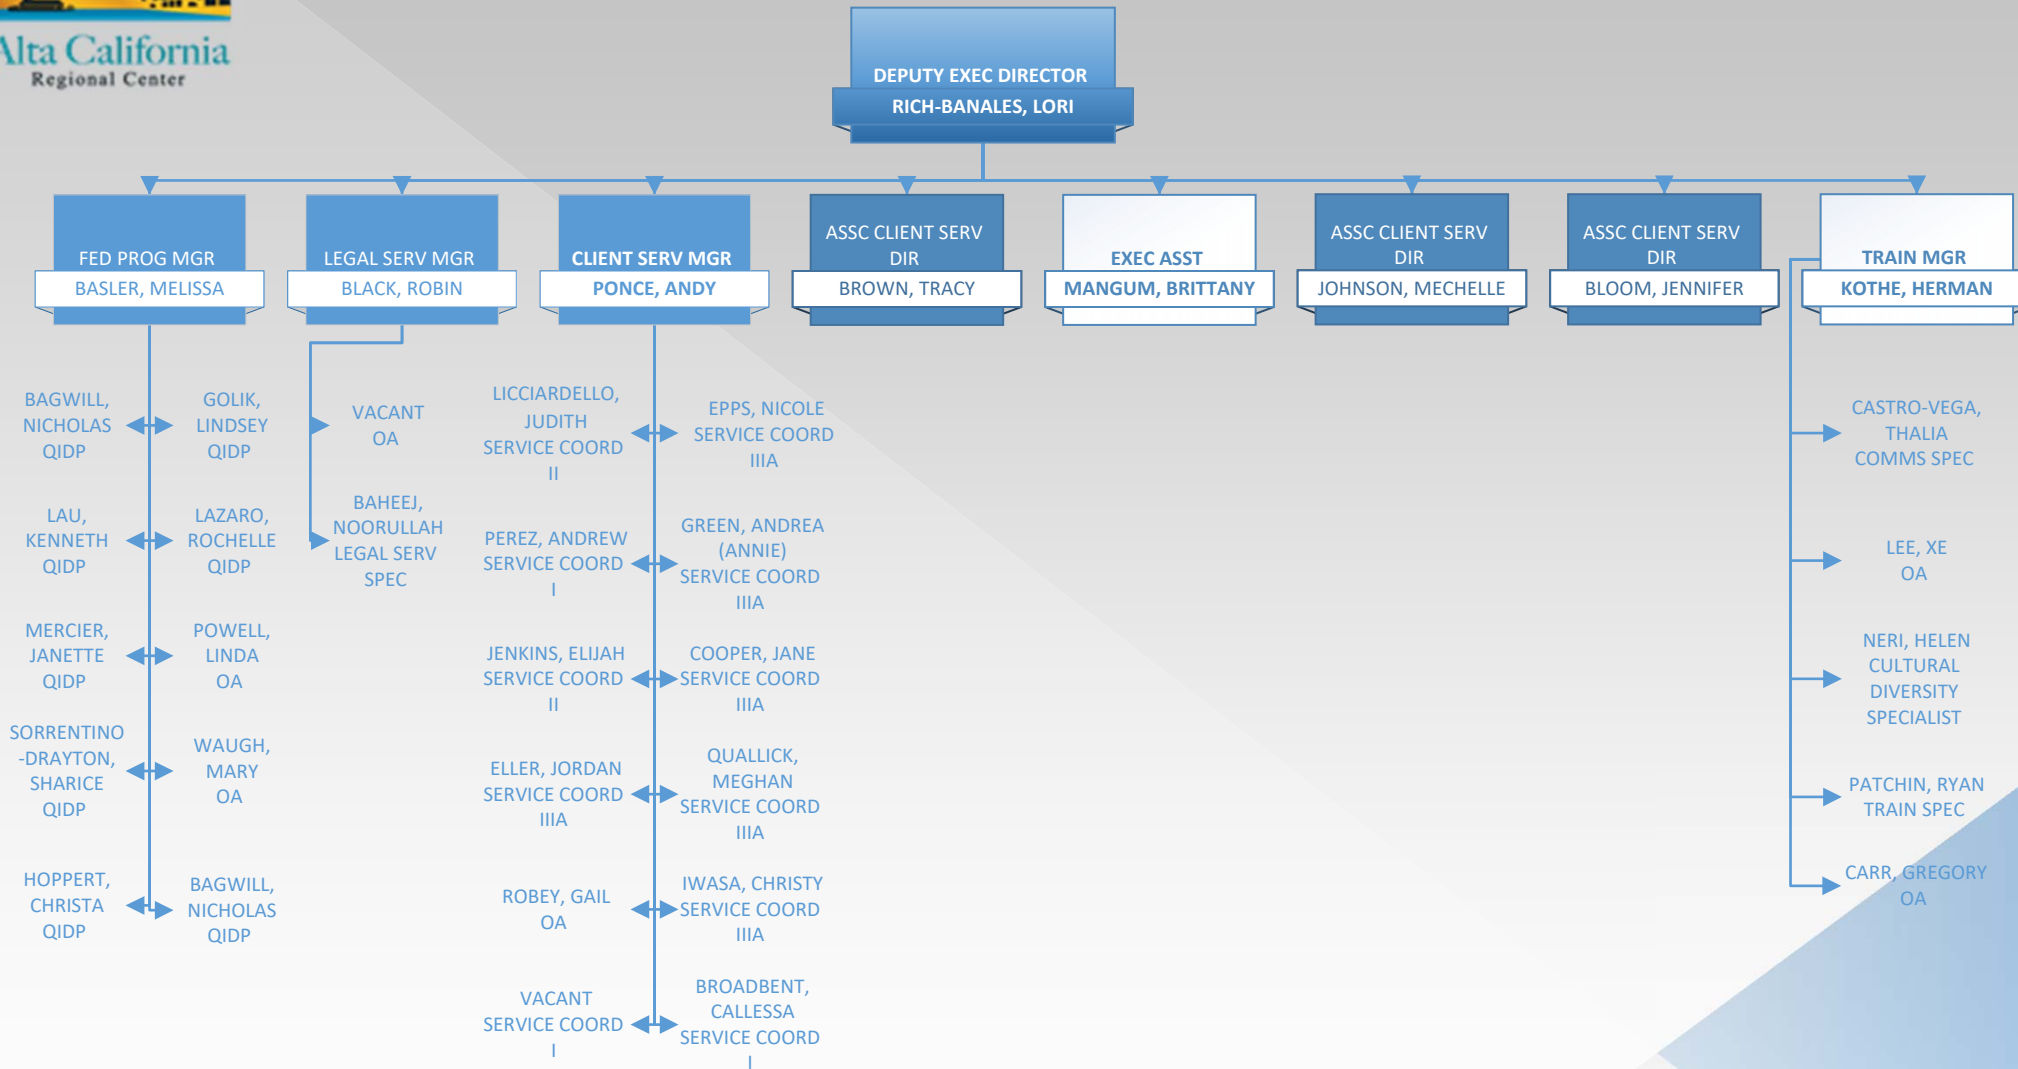 Alta California
Regional Center
DEPUTY EXEC DIRECTOR
RICH-BANALES, LORI
FED PROG MGR
BASLER, MELISSA
LEGAL SERV MGR
BLACK, ROBIN
CLIENT SERV MGR
PONCE, ANDY
ASSC CLIENT SERV
DIR
BROWN, TRACY
EXEC ASST
MANGUM, BRITTANY
ASSC CLIENT SERV
DIR
JOHNSON, MECHELLE
ASSC CLIENT SERV
DIR
BLOOM, JENNIFER
TRAIN MGR
KOTHE, HERMAN
BAGWILL,
NICHOLAS
QIDP
GOLIK,
LINDSEY
QIDP
LAU,
KENNETH
QIDP
LAZARO,
ROCHELLE
QIDP
MERCIER,
JANETTE
QIDP
POWELL,
LINDA
OA
SORRENTINO
-DRAYTON,
SHARICE
QIDP
WAUGH,
MARY
OA
HOPPERT,
CHRISTA
QIDP
BAGWILL,
NICHOLAS
QIDP
VACANT
OA
BAHEEJ,
NOORULLAH
LEGAL SERV
SPEC
LICCIARDELLO,
JUDITH
SERVICE COORD
II
EPPS, NICOLE
SERVICE COORD
IIIA
PEREZ, ANDREW
SERVICE COORD
I
GREEN, ANDREA
(ANNIE)
SERVICE COORD
IIIA
JENKINS, ELIJAH
SERVICE COORD
II
COOPER, JANE
SERVICE COORD
IIIA
ELLER, JORDAN
SERVICE COORD
IIIA
QUALLICK,
MEGHAN
SERVICE COORD
IIIA
ROBEY, GAIL
OA
IWASA, CHRISTY
SERVICE COORD
IIIA
VACANT
SERVICE COORD
I
BROADBENT,
CALLESSA
SERVICE COORD
I
CASTRO-VEGA,
THALIA
COMMS SPEC
LEE, XE
OA
NERI, HELEN
CULTURAL
DIVERSITY
SPECIALIST
PATCHIN, RYAN
TRAIN SPEC
CARR, GREGORY
OA